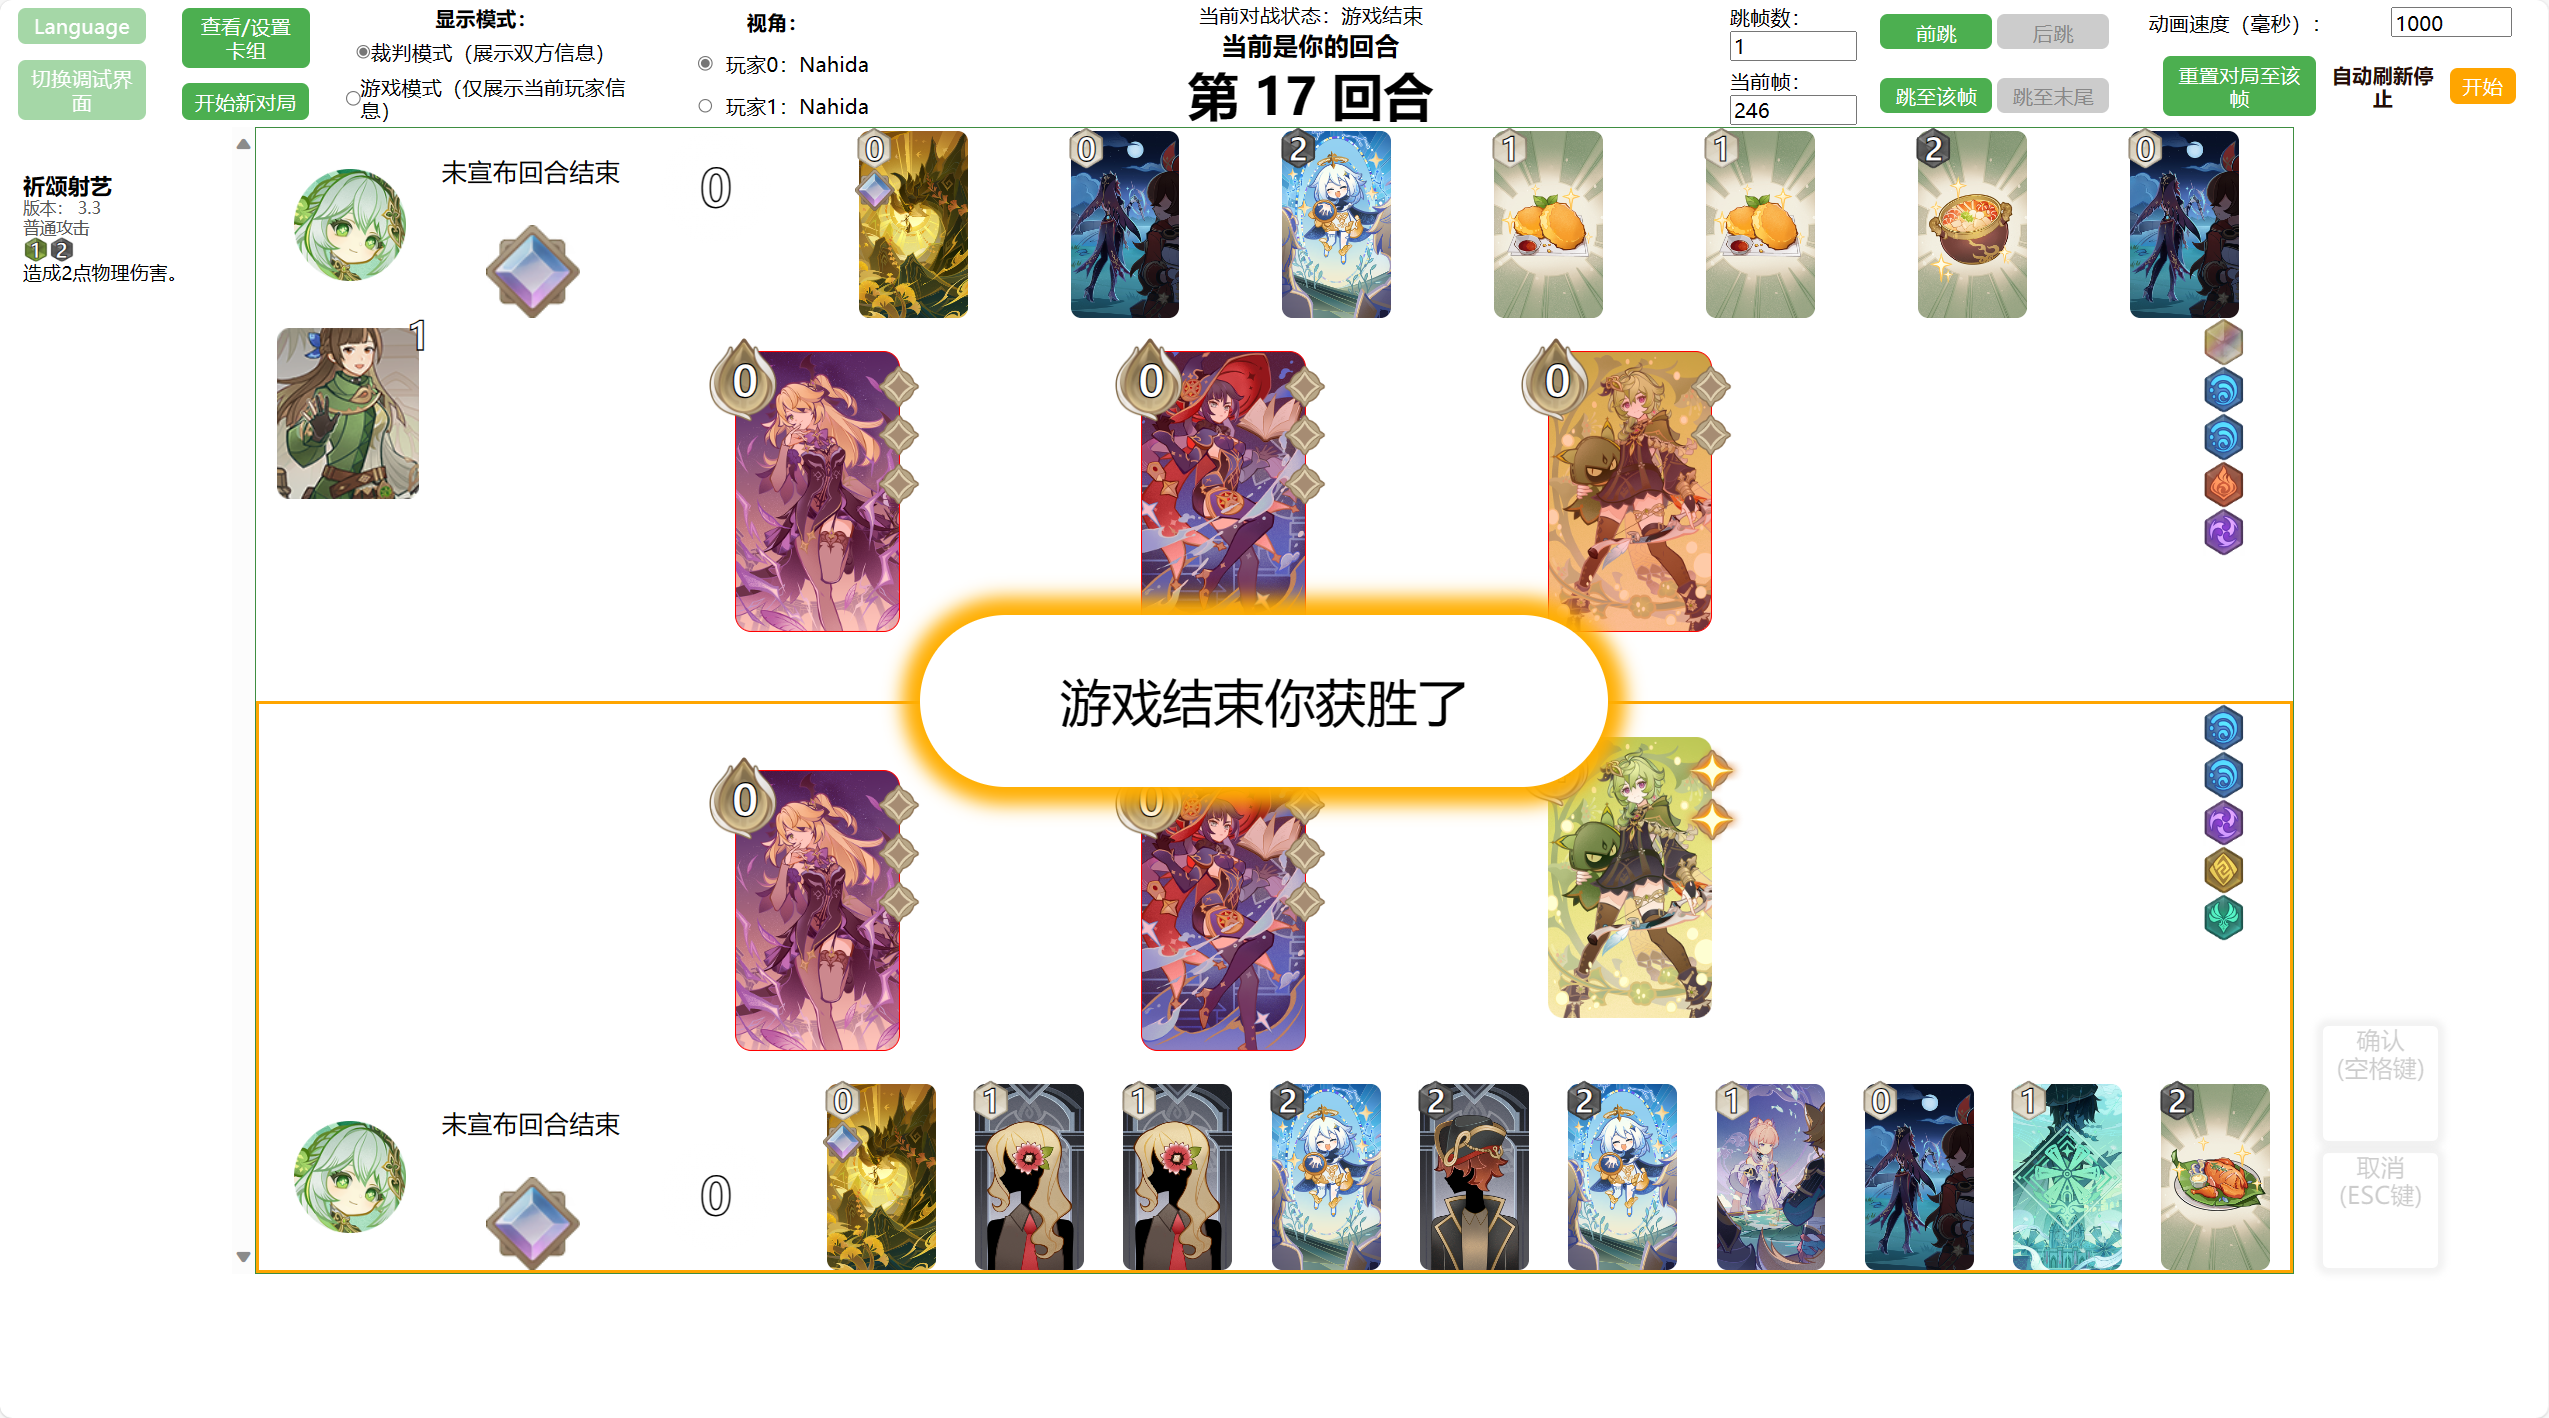 Language
切换调试界
面
查看/设置
卡组
开始新对局
显示模式：
裁判模式（展示双方信息）
游戏模式（仅展示当前玩家信
息）
视角：
玩家0：Nahida
玩家1：Nahida
当前对战状态：游戏结束
当前是你的回合
第 17 回合
跳帧数：
1
当前帧：
246
前跳
后跳
跳至该帧
跳至末尾
动画速度（毫秒）:
1000
重置对局至该
帧
自动刷新停
止
开始
祈颂射艺
版本： 3.3
普通攻击
1 2
造成2点物理伤害。
未宣布回合结束
0
0
0
2
1
1
2
0
1
0
0
0
游戏结束你获胜了
0
0
未宣布回合结束
0
0
1
1
2
2
2
1
0
1
2
确认
(空格键)
取消
(ESC键)